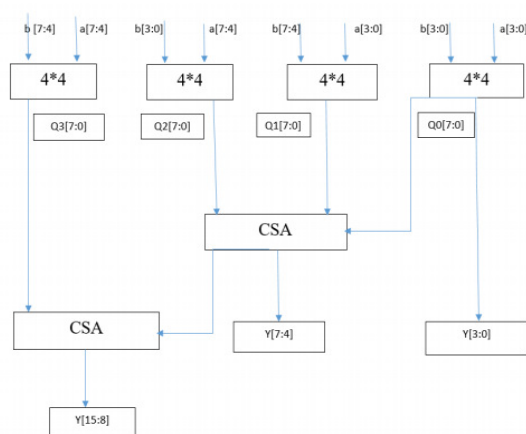 b [7:4] a[7:4] b[3:0] a[7:4] b[7:4] a[3:0] b[3:0] a[3:0]
4*4 4*4 4*4 4*4
Q3[7:0] Q2[7:0] Q1[7:0] Q0[7:0]
CSA
CSA Y[7:4] Y[3:0]
Y[15:8]